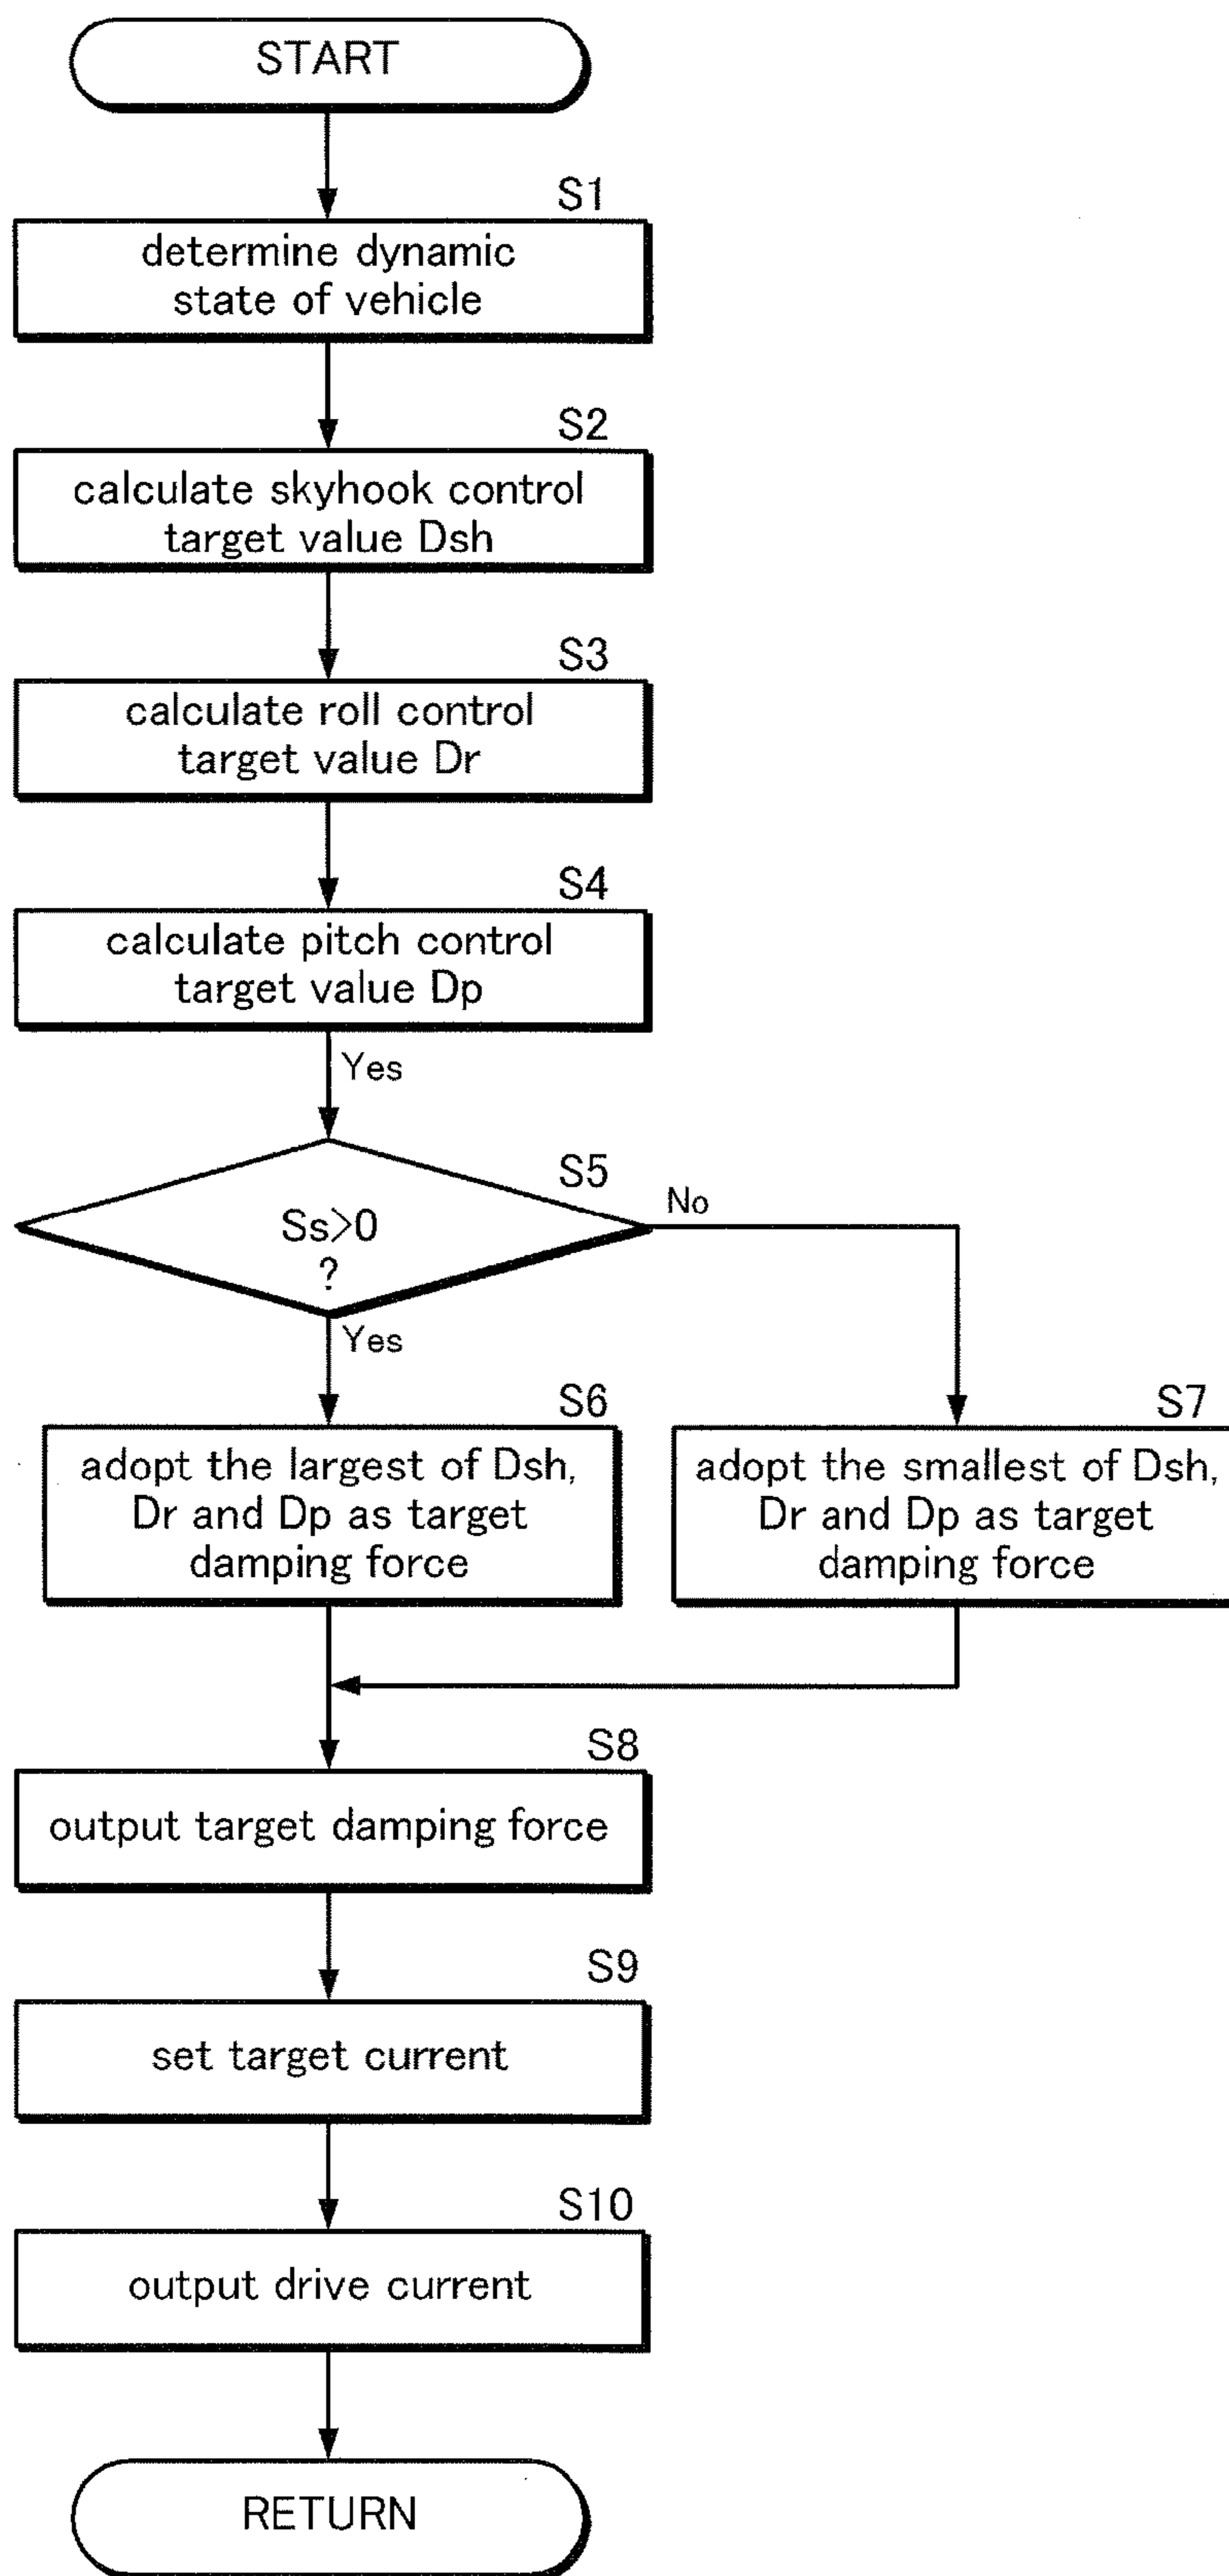 START
S1
determine dynamic
state of vehicle
S2
calculate skyhook control
target value Dsh
S3
calculate roll control
target value Dr
S4
calculate pitch control
target value Dp
Yes
S5
No
Ss>0
?
Yes
S6
adopt the largest of Dsh,
Dr and Dp as target
damping force
S7
adopt the smallest of Dsh,
Dr and Dp as target
damping force
S8
output target damping force
S9
set target current
S10
output drive current
RETURN